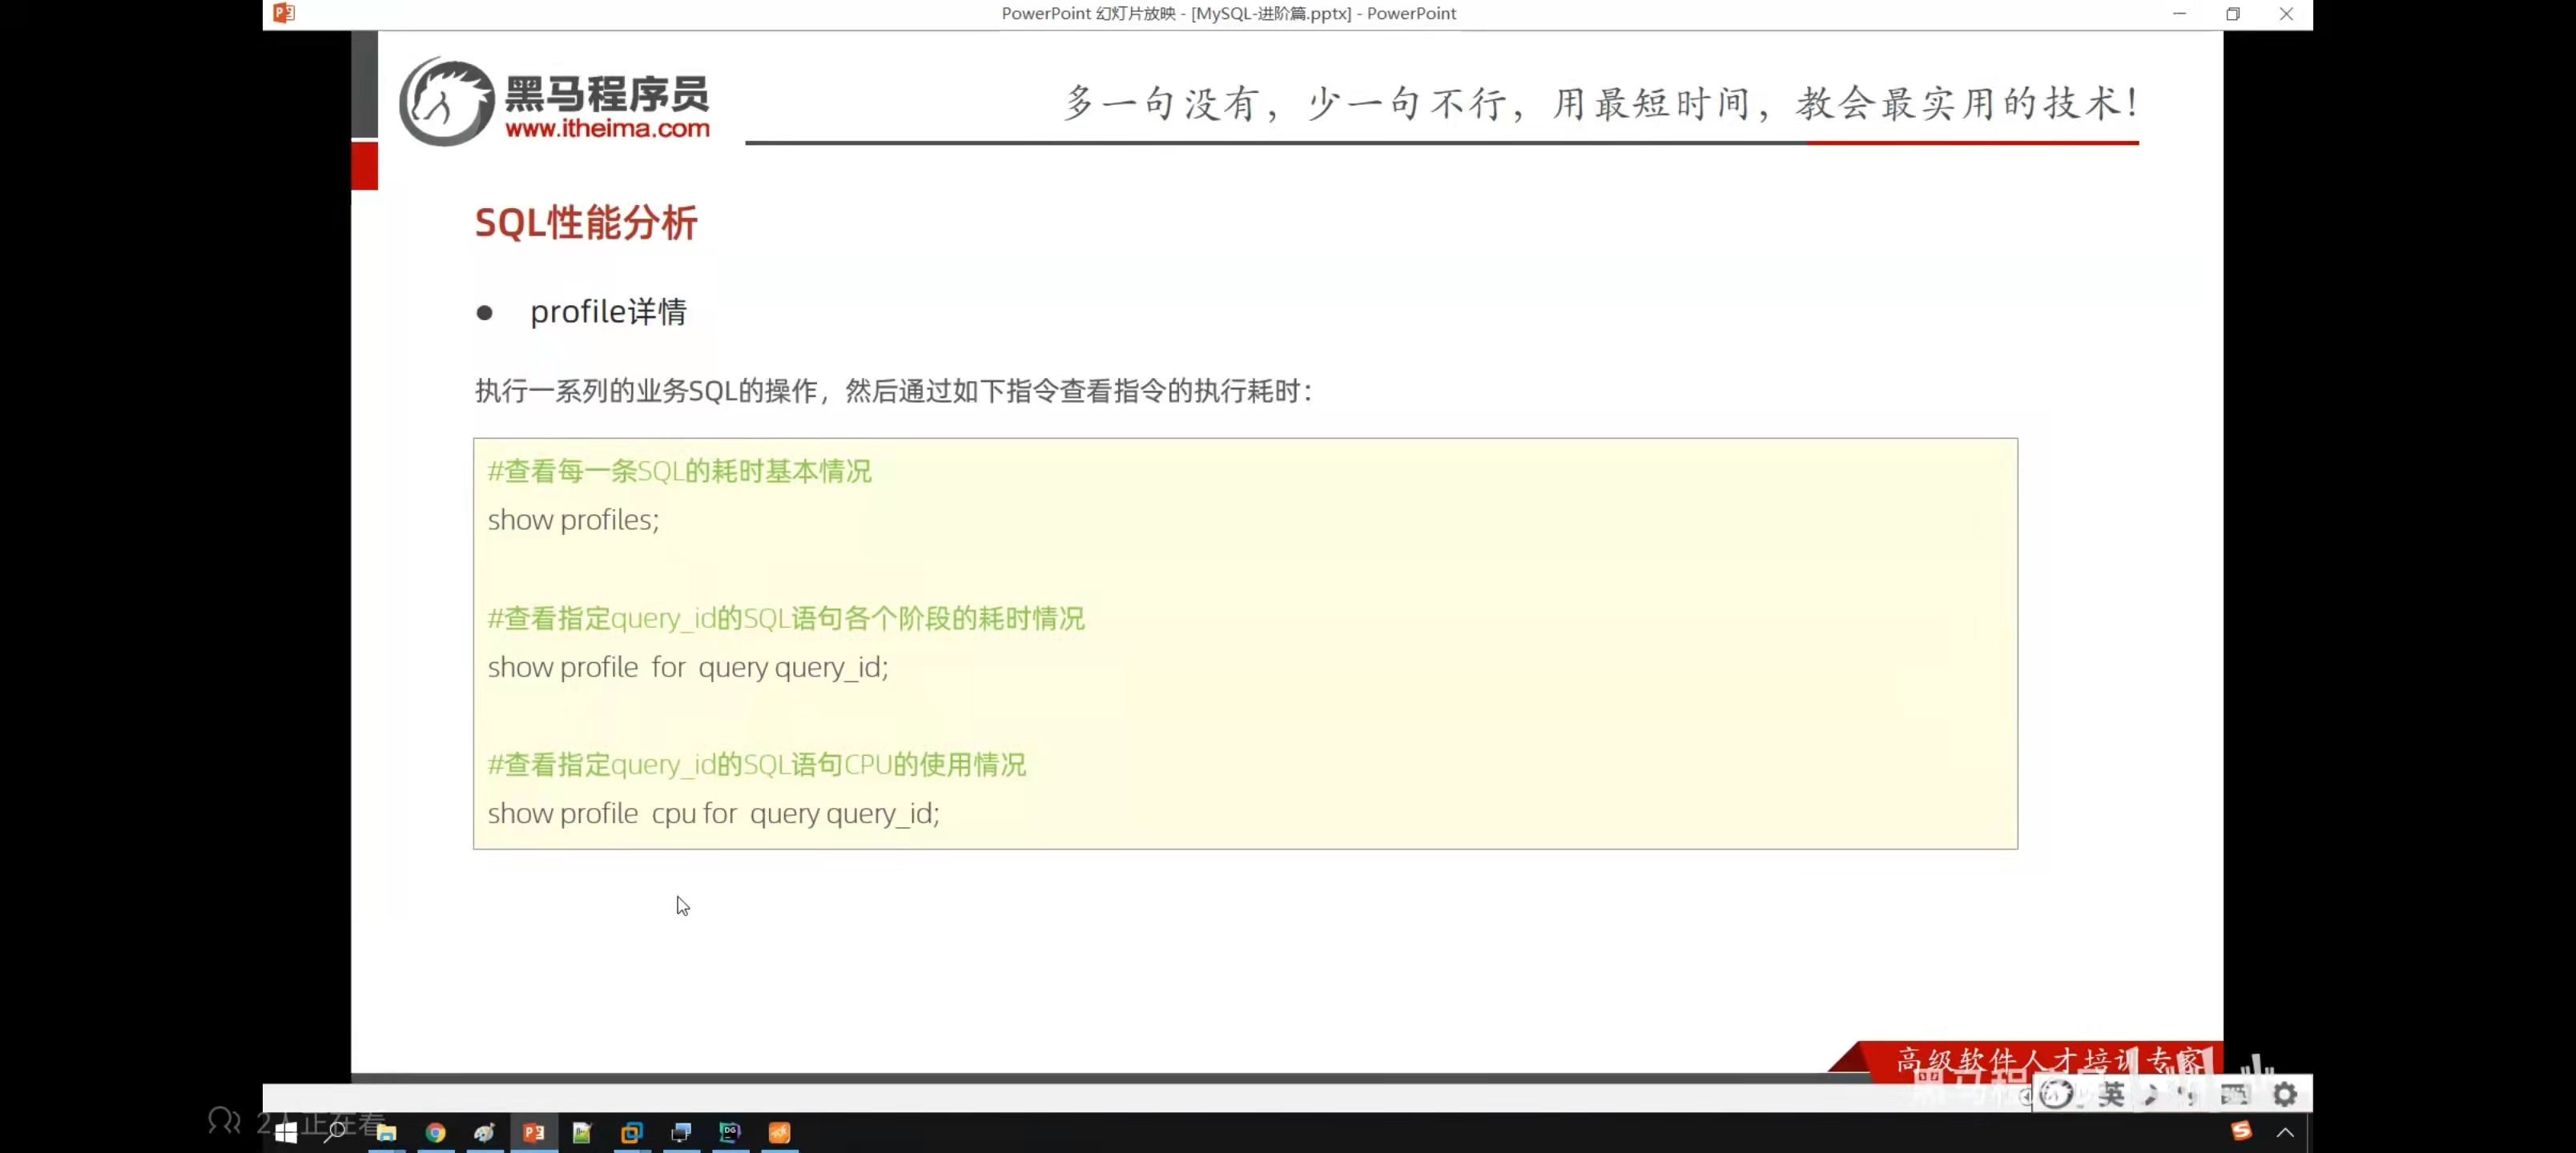 PowerPoint 幻灯片放映 - [MySQL-进阶篇.pptx] - PowerPoint
黑马程序员
www.itheima.com
多一句没有，少一句不行，用最短时间，教会最实用的技术！
SQL性能分析
● profile详情
执行一系列的业务SQL的操作，然后通过如下指令查看指令的执行耗时：
#查看每一条SQL的耗时基本情况
show profiles;
#查看指定query_id的SQL语句各个阶段的耗时情况
show profile for query query_id;
#查看指定query_id的SQL语句CPU的使用情况
show profile cpu for query query_id;
高级软件人才培训专家
英
2人正在看